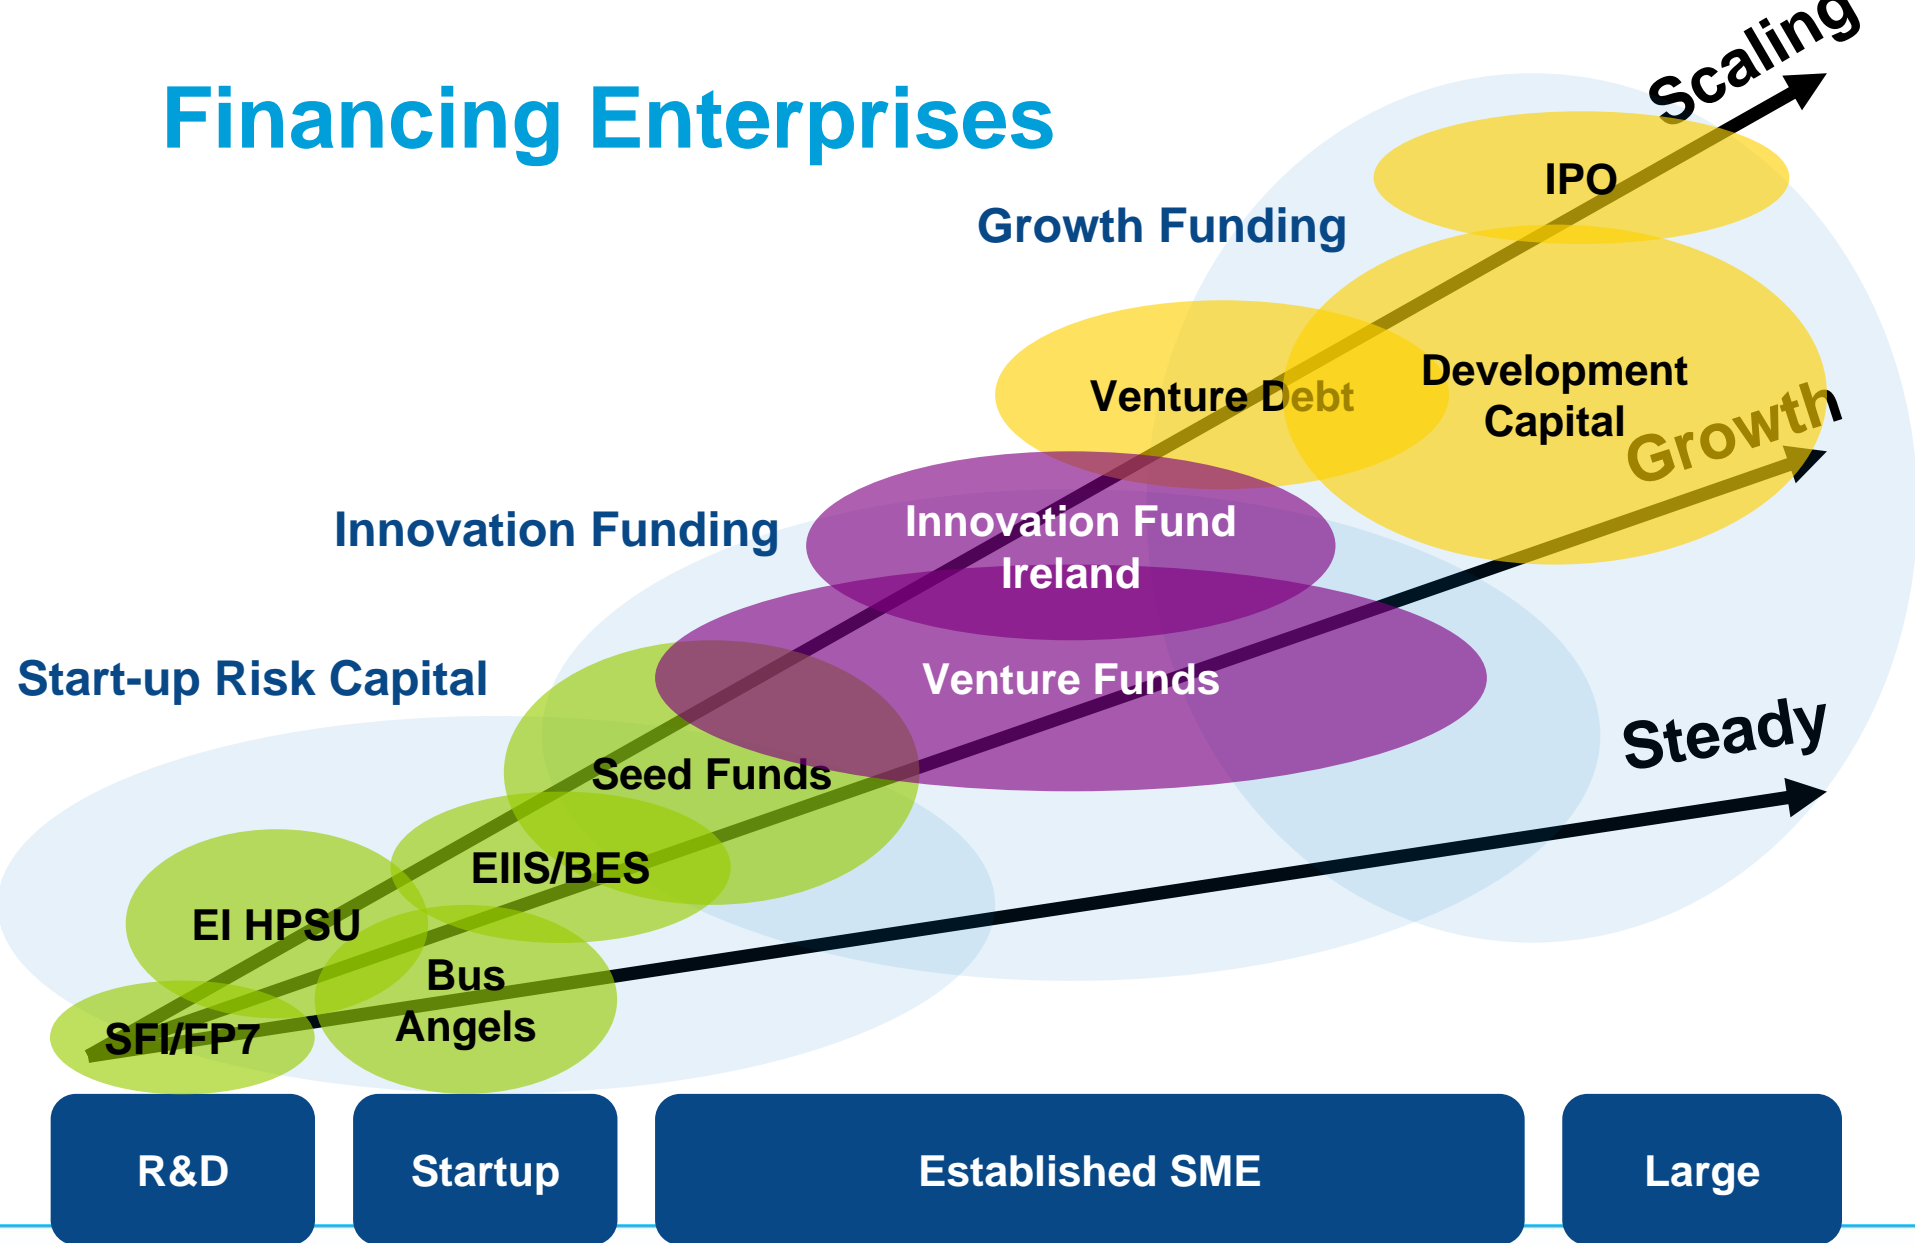 Financing Enterprises
Scaling
IPO
Growth Funding
Development
Capital
Venture Debt
Growth
Innovation Funding
Innovation Fund
Ireland
Start-up Risk Capital
Venture Funds
Steady
Seed Funds
EIIS/BES
EI HPSU
Bus
Angels
SFI/FP7
R&D
Startup
Established SME
Large